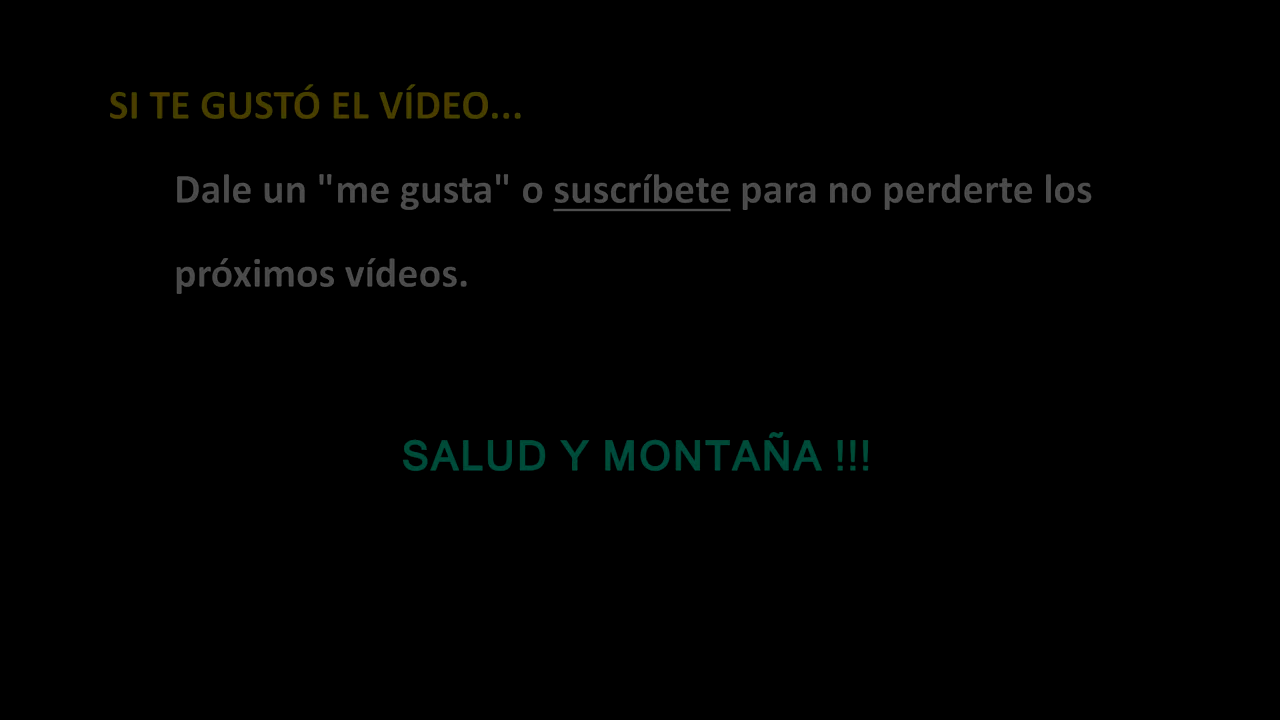 SI TE GUSTÓ EL VÍDEO...
Dale un "me gusta" o suscríbete para no perderte los
próximos vídeos.
SALUD Y MONTAÑA !!!